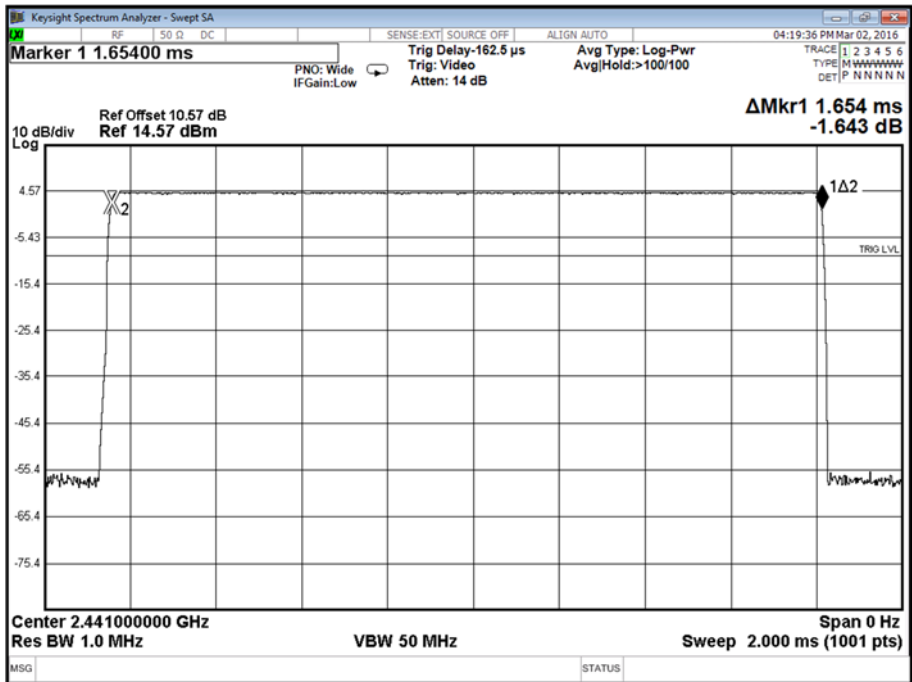 Keysight Spectrum Analyzer - Swept SA
LXI RF 50 Ω DC SENSE:EXT SOURCE OFF ALIGN AUTO 04:19:36 PM Mar 02, 2016
Marker 1 1.65400 ms
PNO: Wide
IFGain:Low
Trig Delay-162.5 µs
Trig: Video
Atten: 14 dB
Avg Type: Log-Pwr
Avg|Hold:>100/100
TRACE 1 2 3 4 5 6
TYPE M WWWWW
DET P N N N N N
ΔMkr1 1.654 ms
-1.643 dB
Ref Offset 10.57 dB
10 dB/div Ref 14.57 dBm
Log
4.57
-5.43
-15.4
-25.4
-35.4
-45.4
-55.4
-65.4
-75.4
2
1Δ2
TRIG LVL
Center 2.441000000 GHz Span 0 Hz
Res BW 1.0 MHz VBW 50 MHz Sweep 2.000 ms (1001 pts)
MSG STATUS